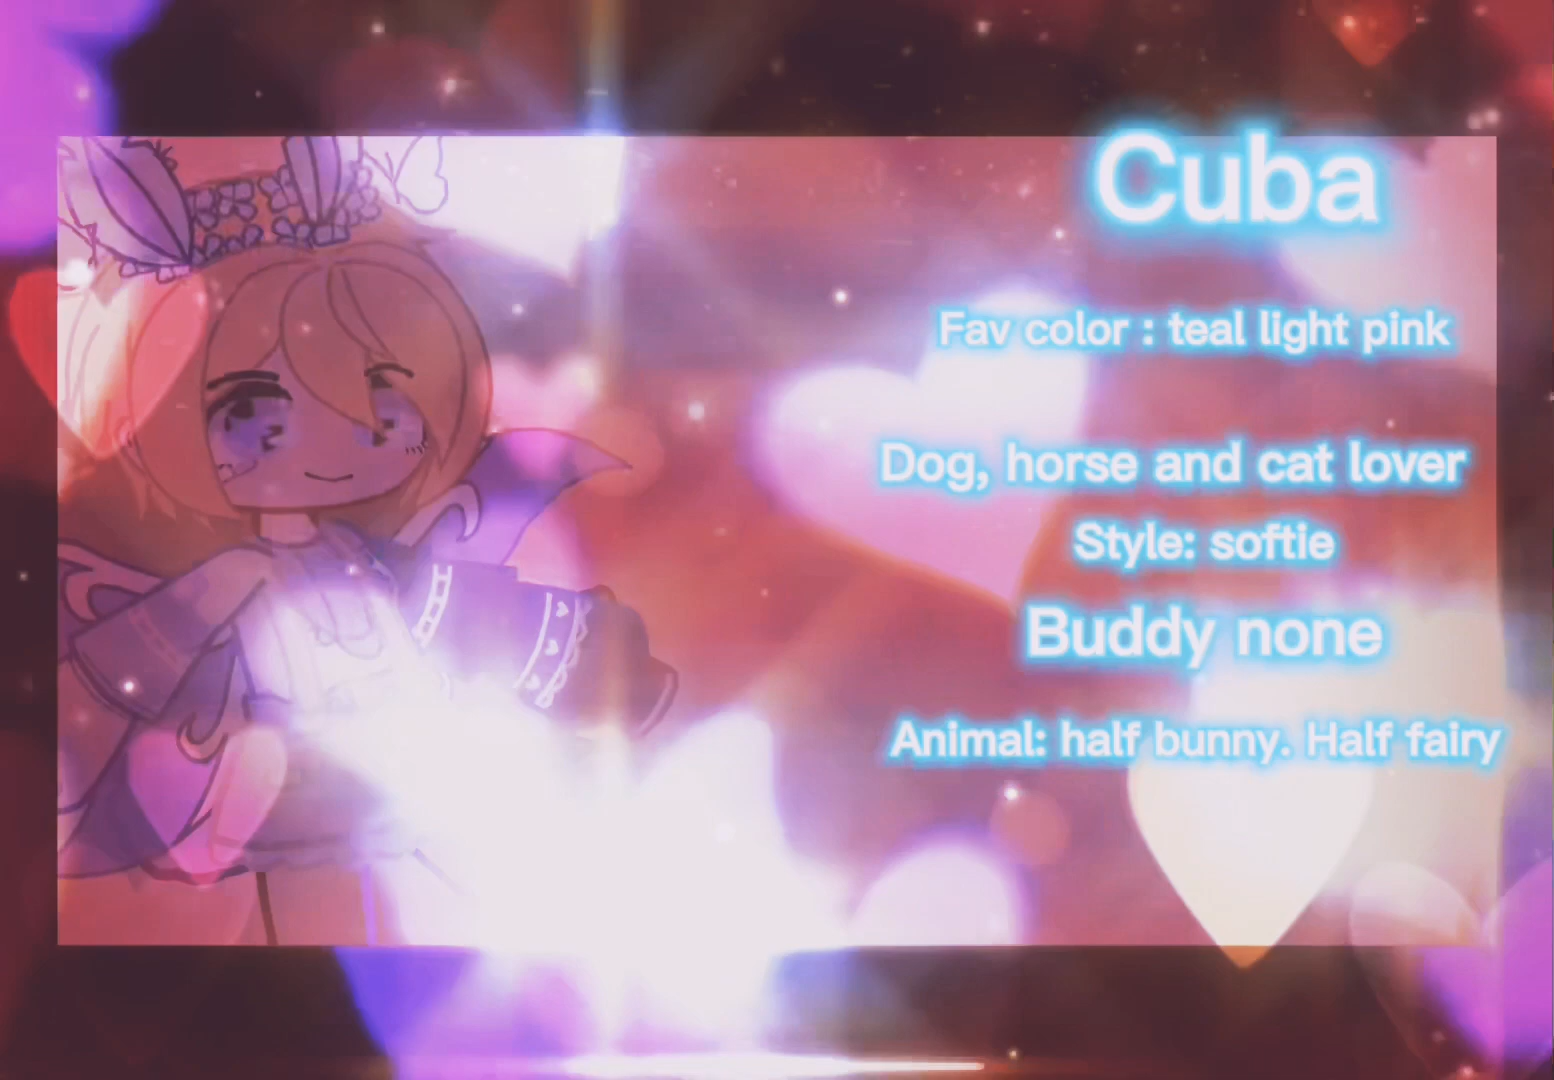 Cuba
Fav color : teal light pink
Dog, horse and cat lover
Style: softie
Buddy none
Animal: half bunny. Half fairy